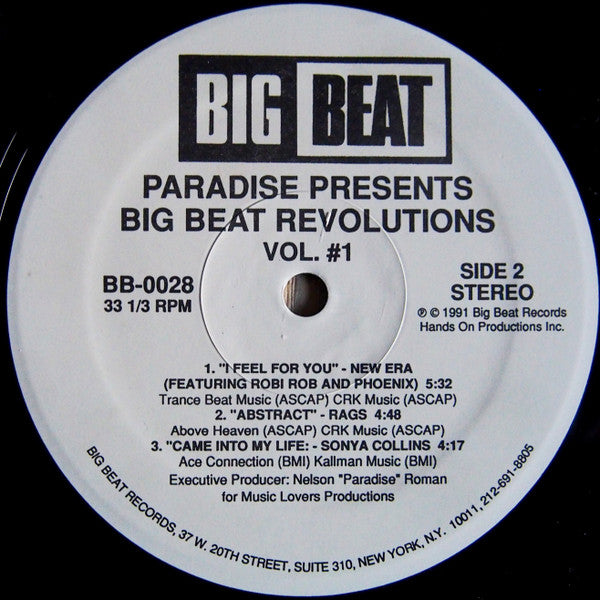 BIG BEAT
PARADISE PRESENTS
BIG BEAT REVOLUTIONS
VOL. #1
BB-0028
33 1/3 RPM
SIDE 2
STEREO
℗ © 1991 Big Beat Records
Hands On Productions Inc.
1. "I FEEL FOR YOU" - NEW ERA
(FEATURING ROBI ROB AND PHOENIX) 5:32
Trance Beat Music (ASCAP) CRK Music (ASCAP)
2. "ABSTRACT" - RAGS 4:48
Above Heaven (ASCAP) CRK Music (ASCAP)
3. "CAME INTO MY LIFE: - SONYA COLLINS 4:17
Ace Connection (BMI) Kallman Music (BMI)
Executive Producer: Nelson "Paradise" Roman
for Music Lovers Productions
BIG BEAT RECORDS, 37 W. 20TH STREET, SUITE 310, NEW YORK, N.Y. 10011, 212-691-8805